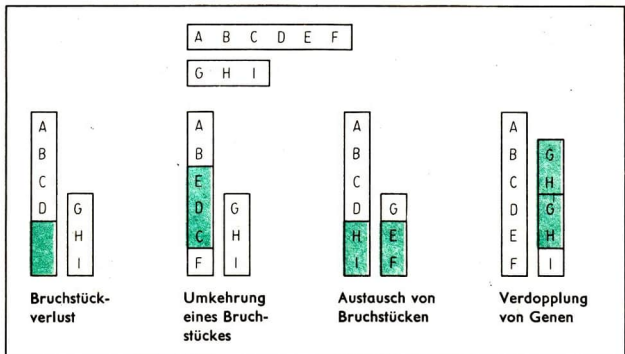 A B C D E F
G H I
A
B
C
D
G
H
I
A
B
E
D
C
F
G
H
I
A
B
C
D
H
I
G
E
F
A
B
C
D
E
F
G
H
G
H
I
Bruchstück-
verlust
Umkehrung
eines Bruch-
stückes
Austausch von
Bruchstücken
Verdopplung
von Genen